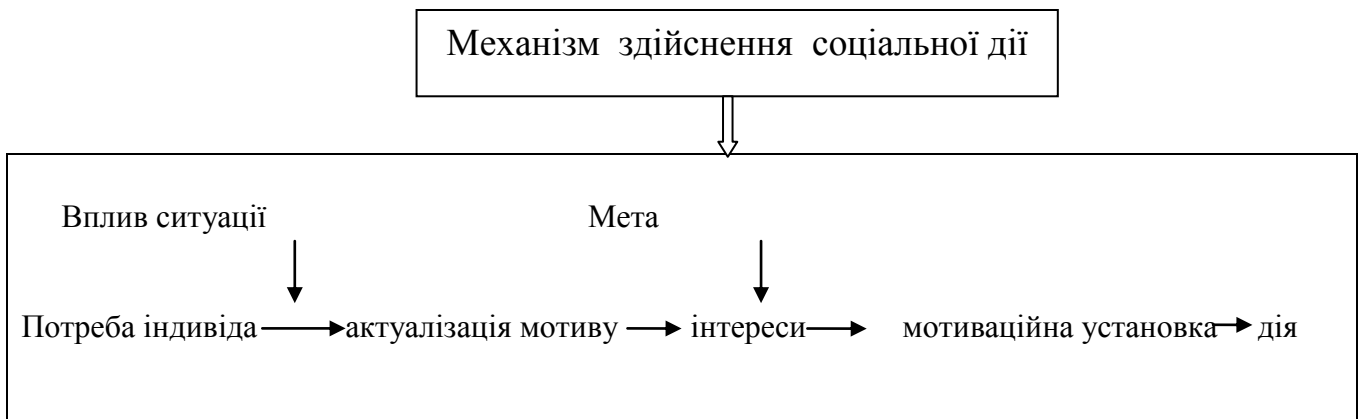 Механізм здійснення соціальної дії
Вплив ситуації Мета
Потреба індивіда актуалізація мотиву інтереси мотиваційна установка дія